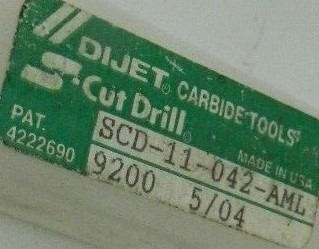 DIJET® CARBIDE TOOLS
S-Cut Drill®
PAT. 4222690
MADE IN USA
SCD-11-042-AML
9200 5/04